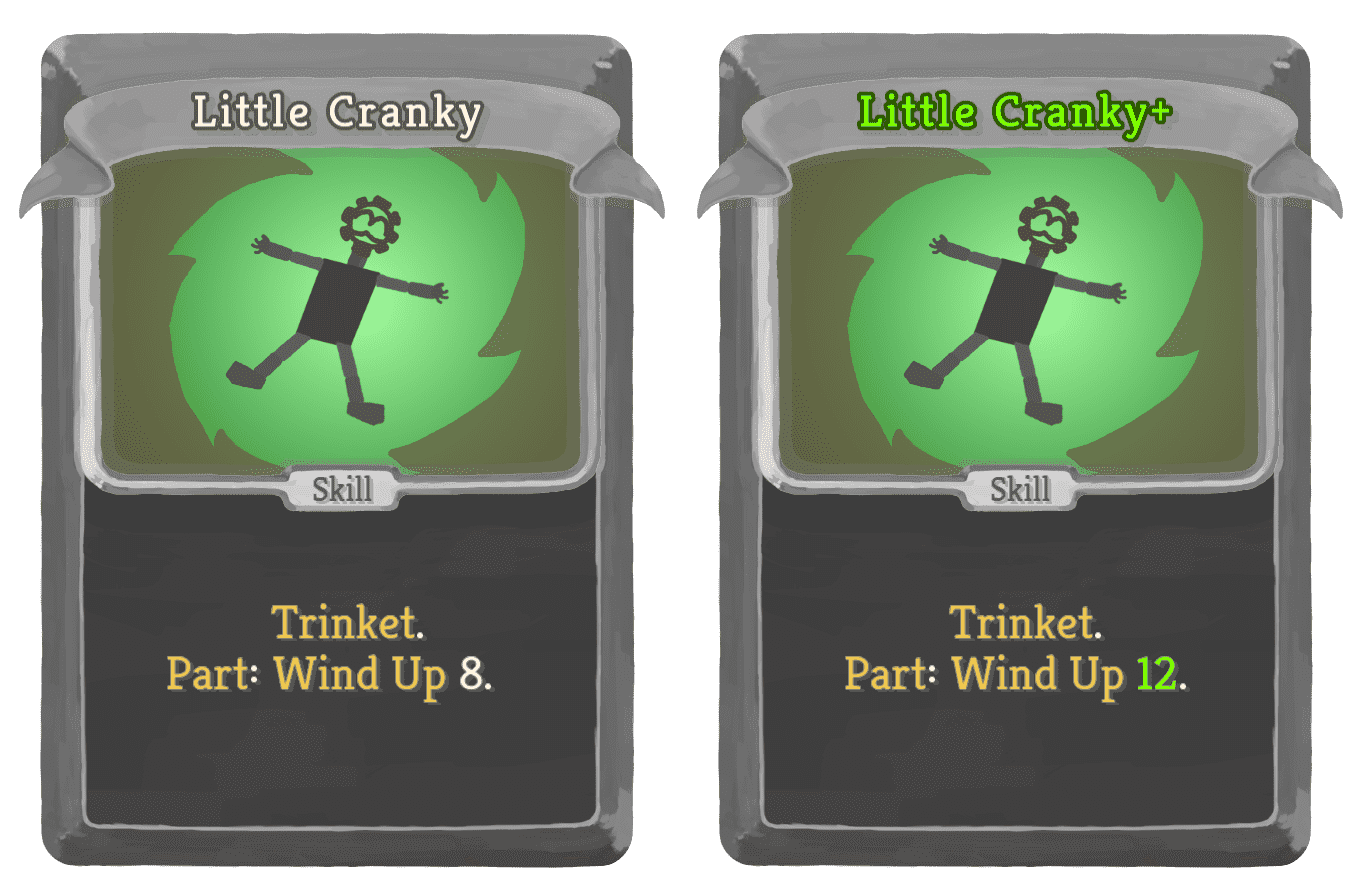 Little Cranky
Skill
Trinket.
Part: Wind Up 8.
Little Cranky+
Skill
Trinket.
Part: Wind Up 12.